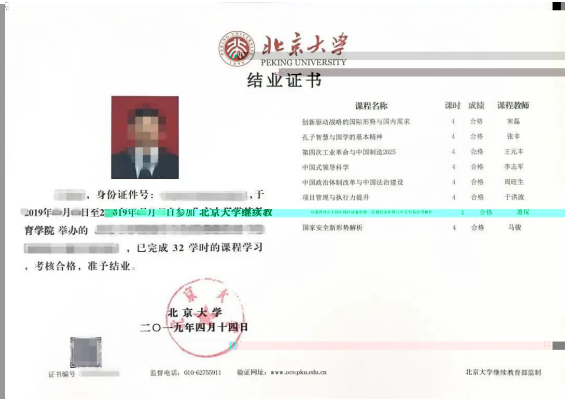 北京大学
PEKING UNIVERSITY
结业证书
，身份证件号： ，于
2019年 月 日至2019年 月 日参加“北京大学继续教
育学院 举办的
，已完成 32 学时的课程学习
，考核合格，准予结业。
北京大学
二〇一九年四月十四日
课程名称 课时 成绩 课程教师
创新驱动战略的国际形势与国内需求 4 合格 宋磊
孔子智慧与国学的基本精神 4 合格 张辛
第四次工业革命与中国制造2025 4 合格 王元丰
中国式领导科学 4 合格 李志军
中国政治体制改革与中国法治建设 4 合格 周旺生
项目管理与执行力提升 4 合格 于洪波
4 合格
国家安全新形势解析 4 合格 马骏
证书编号
监督电话：010-62755911 验证网址：www.ocopku.edu.cn
北京大学继续教育部监制